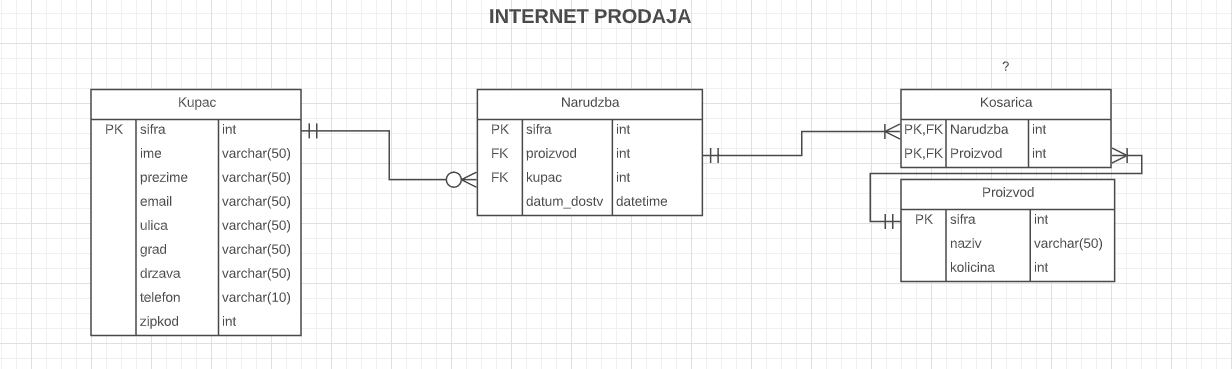 INTERNET PRODAJA
?
Kupac
PK sifra int
ime varchar(50)
prezime varchar(50)
email varchar(50)
ulica varchar(50)
grad varchar(50)
drzava varchar(50)
telefon varchar(10)
zipkod int
Narudzba
PK sifra int
FK proizvod int
FK kupac int
datum_dostv datetime
Kosarica
PK,FK Narudzba int
PK,FK Proizvod int
Proizvod
PK sifra int
naziv varchar(50)
kolicina int